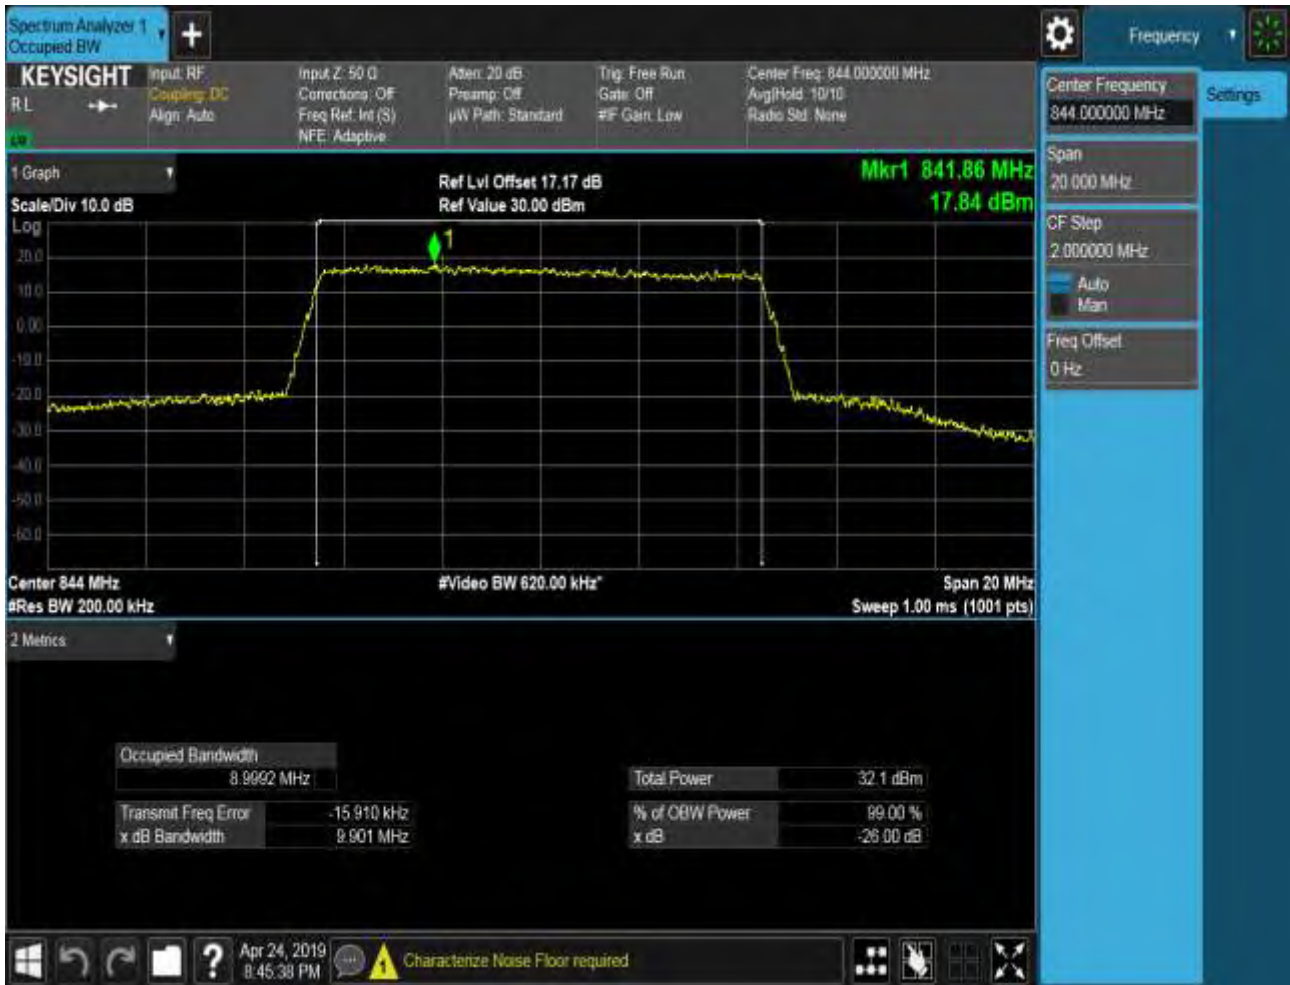 Spectrum Analyzer 1
Occupied BW
Frequency
KEYSIGHT
R L
Input: RF
Coupling: DC
Align: Auto
Input Z: 50 Ω
Corrections: Off
Freq Ref: Int (S)
NFE: Adaptive
Atten: 20 dB
Preamp: Off
µW Path: Standard
Trig: Free Run
Gate: Off
#IF Gain: Low
Center Freq: 844.000000 MHz
Avg|Hold: 10/10
Radio Std: None
Center Frequency
844.000000 MHz
Settings
Span
20.000 MHz
CF Step
2.000000 MHz
Auto
Man
Freq Offset
0 Hz
1 Graph
Scale/Div 10.0 dB
Ref Lvl Offset 17.17 dB
Ref Value 30.00 dBm
Mkr1 841.86 MHz
17.84 dBm
Log
1
20.0
10.0
0.00
-10.0
-20.0
-30.0
-40.0
-50.0
-60.0
Center 844 MHz
#Res BW 200.00 kHz
#Video BW 620.00 kHz*
Span 20 MHz
Sweep 1.00 ms (1001 pts)
2 Metrics
Occupied Bandwidth
8.9992 MHz
Transmit Freq Error -15.910 kHz
x dB Bandwidth 9.901 MHz
Total Power 32.1 dBm
% of OBW Power 99.00 %
x dB -26.00 dB
Apr 24, 2019
8:45:38 PM
Characterize Noise Floor required